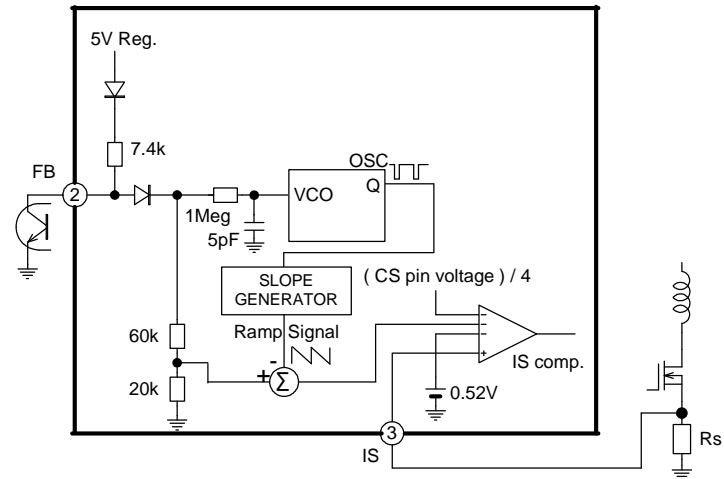 5V Reg.
7.4k
FB
2
OSC
Q
VCO
1Meg
5pF
SLOPE
GENERATOR
( CS pin voltage ) / 4
60k
Ramp Signal
-
+
Σ
20k
−
−
−
+
IS comp.
0.52V
3
IS
Rs